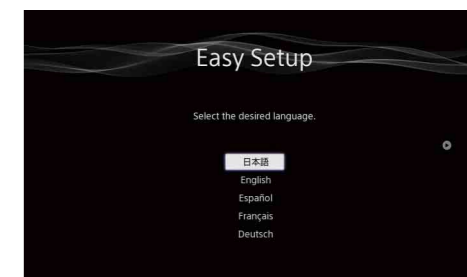 Easy Setup
Select the desired language.
日本語
English
Español
Français
Deutsch